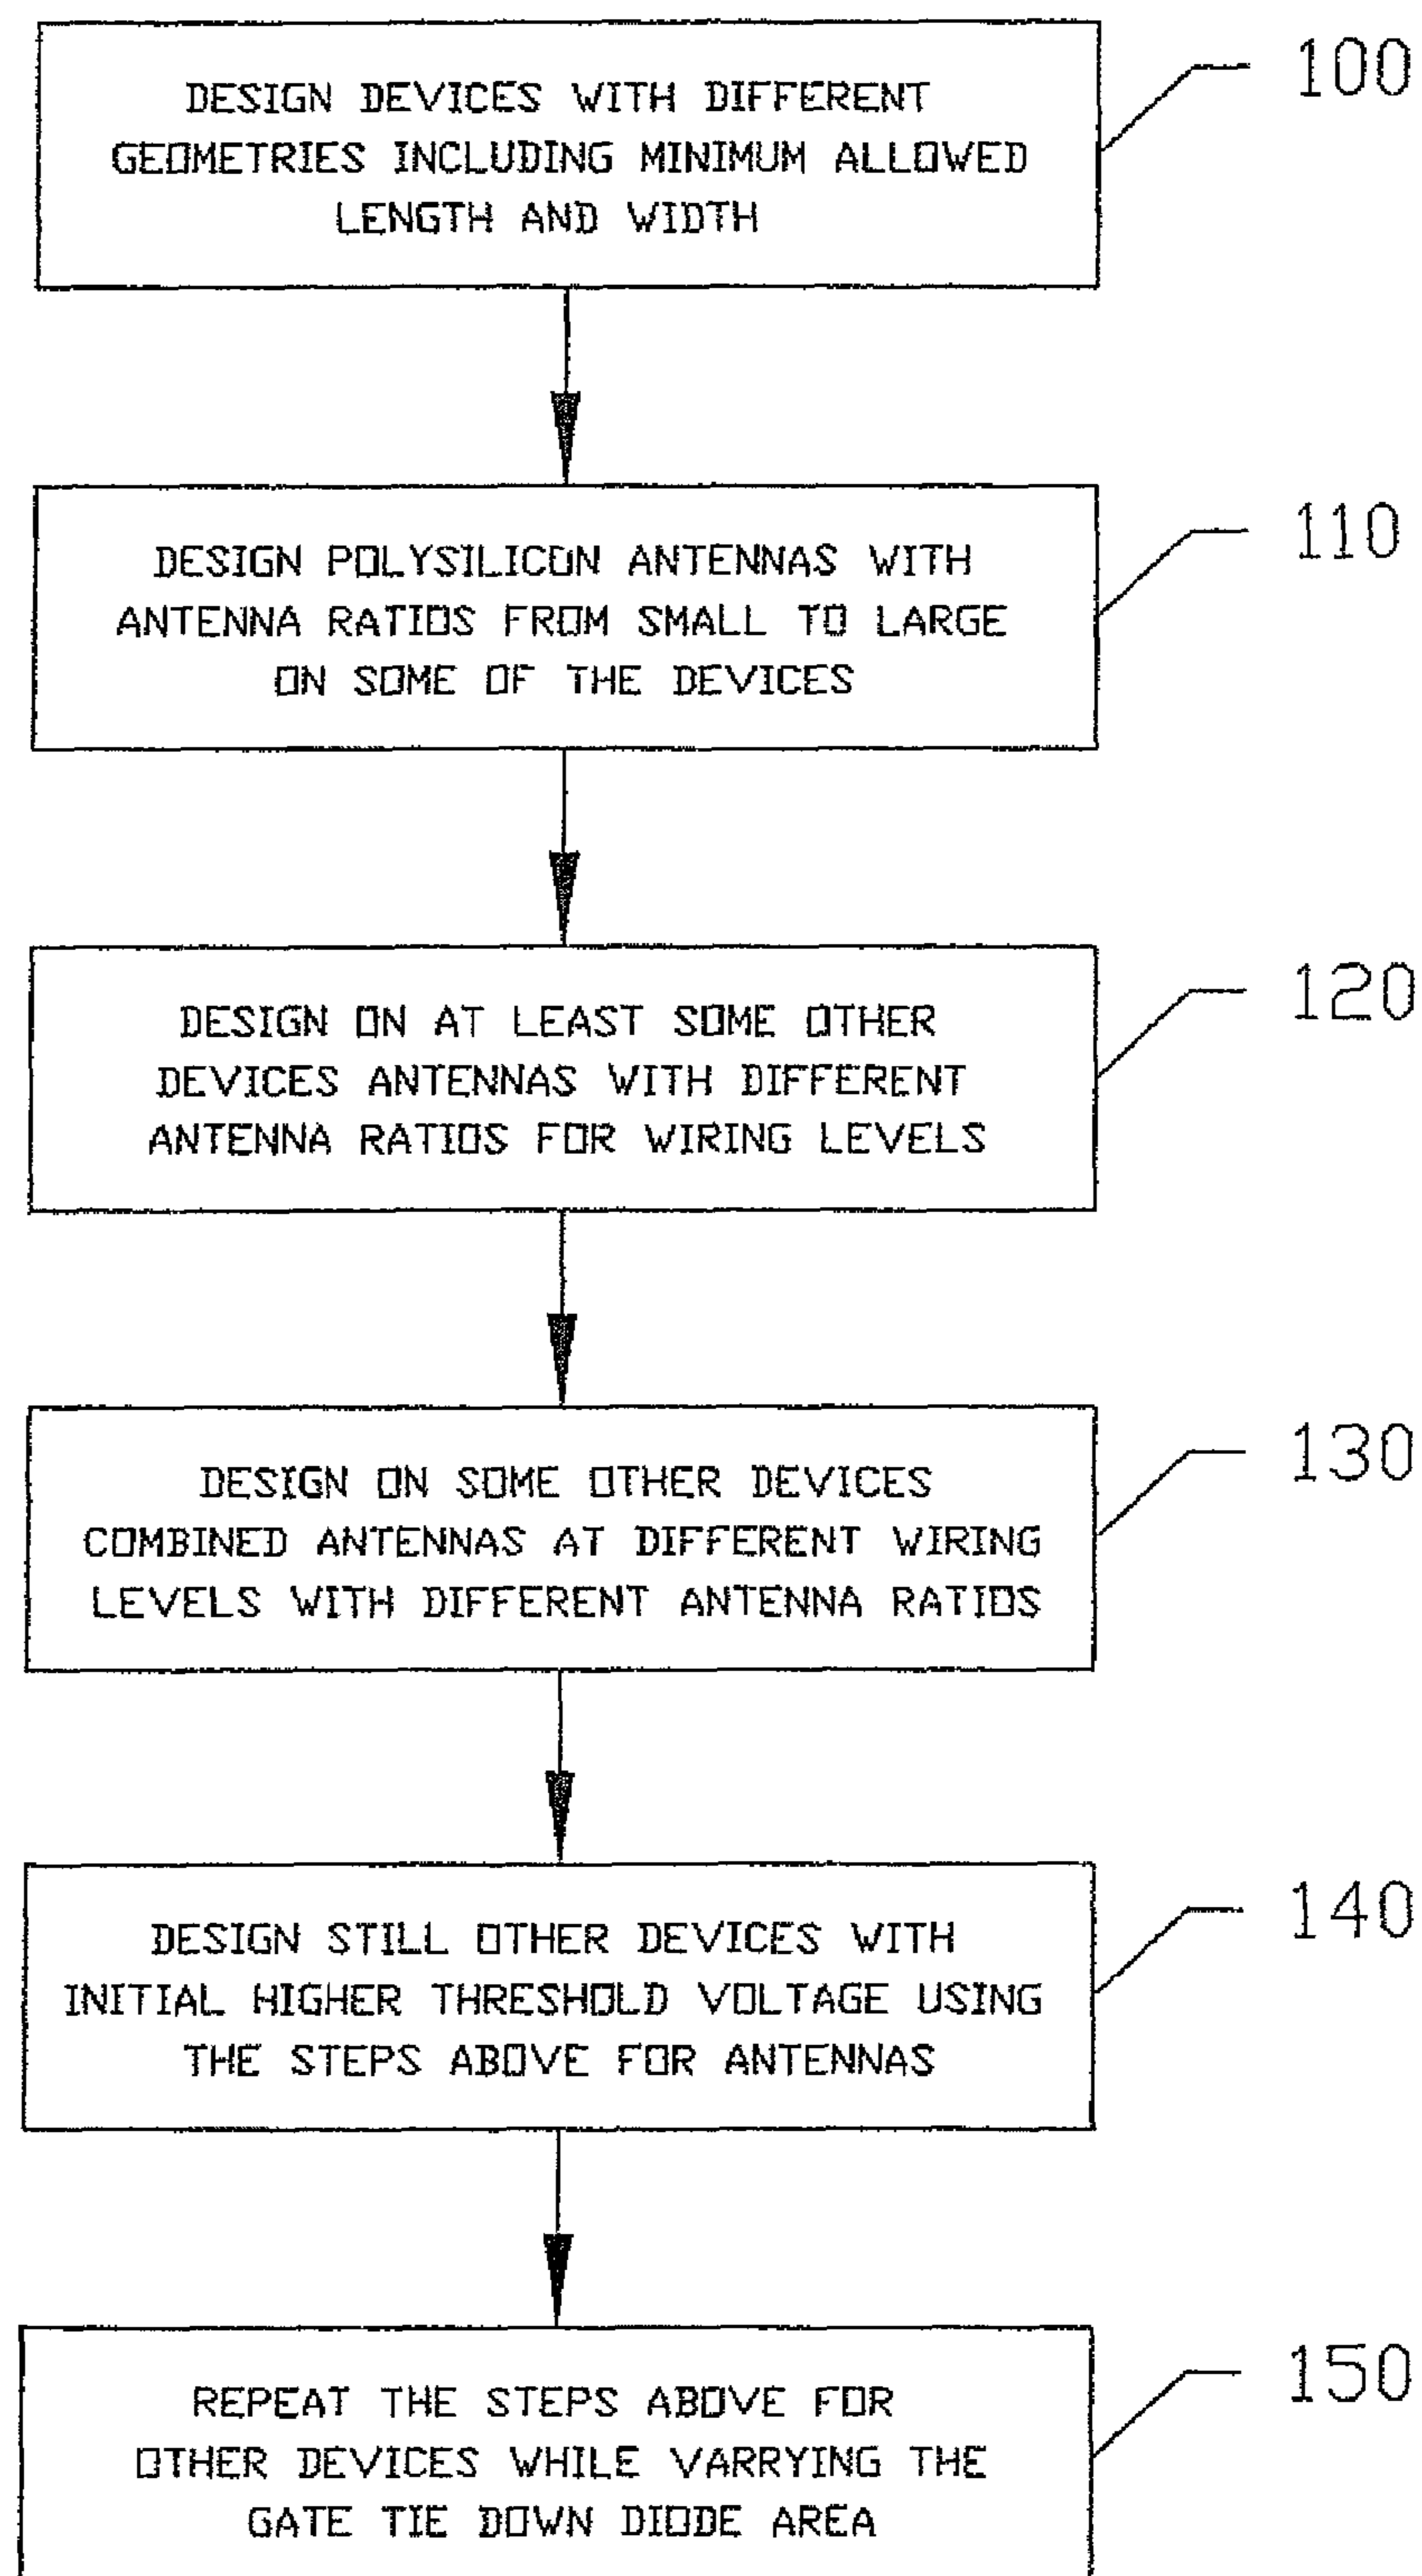 DESIGN DEVICES WITH DIFFERENT
GEOMETRIES INCLUDING MINIMUM ALLOWED
LENGTH AND WIDTH
100
DESIGN POLYSILICON ANTENNAS WITH
ANTENNA RATIOS FROM SMALL TO LARGE
ON SOME OF THE DEVICES
110
DESIGN ON AT LEAST SOME OTHER
DEVICES ANTENNAS WITH DIFFERENT
ANTENNA RATIOS FOR WIRING LEVELS
120
DESIGN ON SOME OTHER DEVICES
COMBINED ANTENNAS AT DIFFERENT WIRING
LEVELS WITH DIFFERENT ANTENNA RATIOS
130
DESIGN STILL OTHER DEVICES WITH
INITIAL HIGHER THRESHOLD VOLTAGE USING
THE STEPS ABOVE FOR ANTENNAS
140
REPEAT THE STEPS ABOVE FOR
OTHER DEVICES WHILE VARRYING THE
GATE TIE DOWN DIODE AREA
150